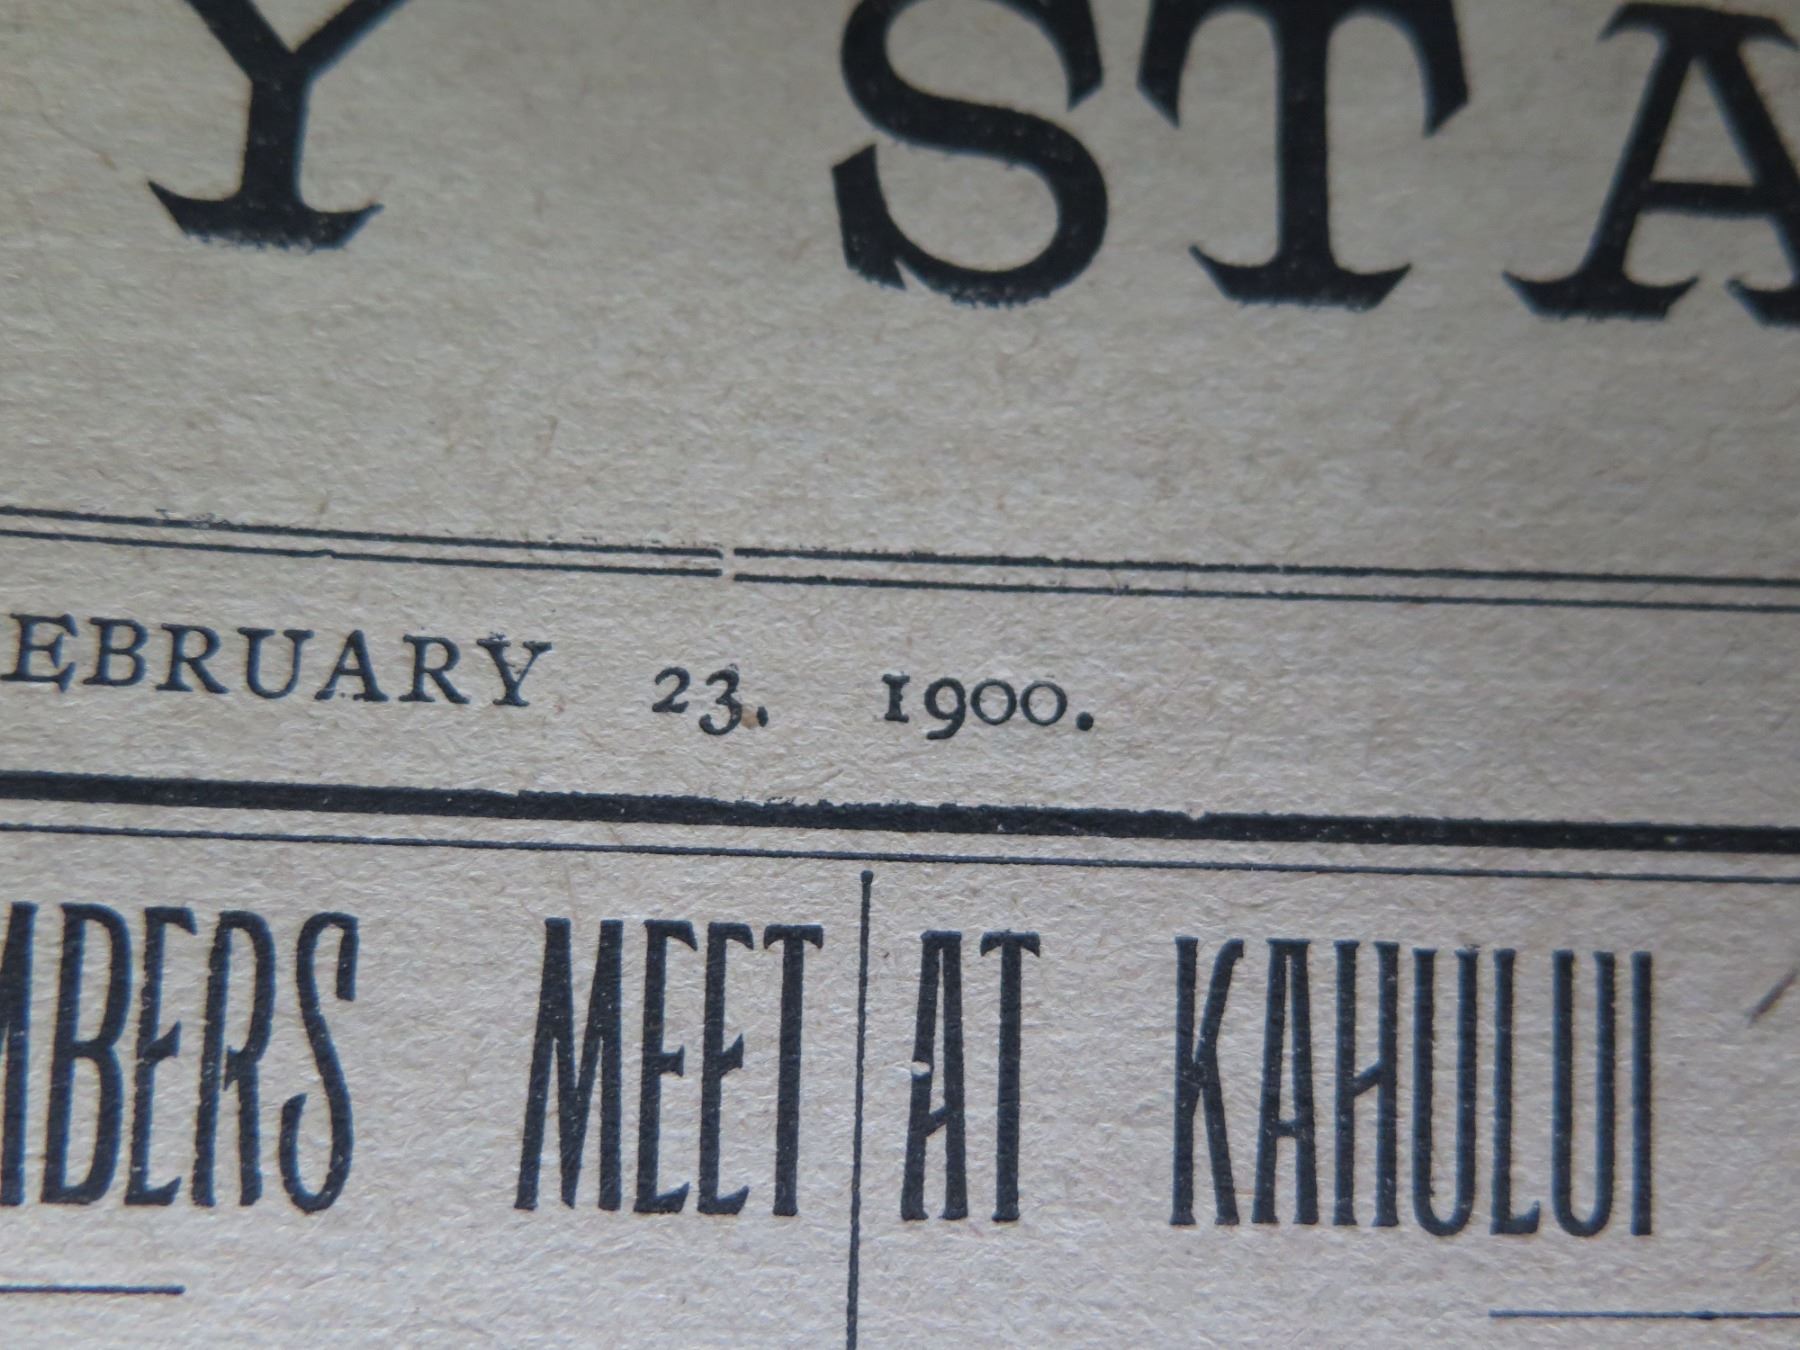 Y STA
EBRUARY 23, 1900.
MBERS MEET
AT KAHULUI